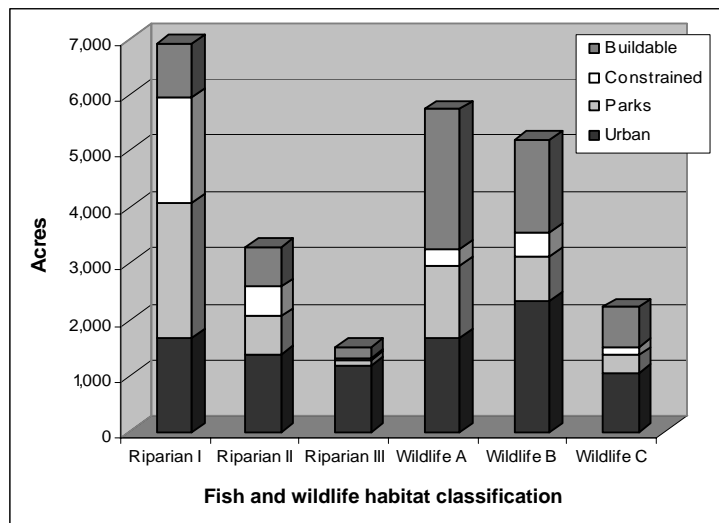 7,000
6,000
5,000
4,000
3,000
2,000
1,000
0
Acres
Buildable
Constrained
Parks
Urban
Riparian I Riparian II Riparian III Wildlife A Wildlife B Wildlife C
Fish and wildlife habitat classification